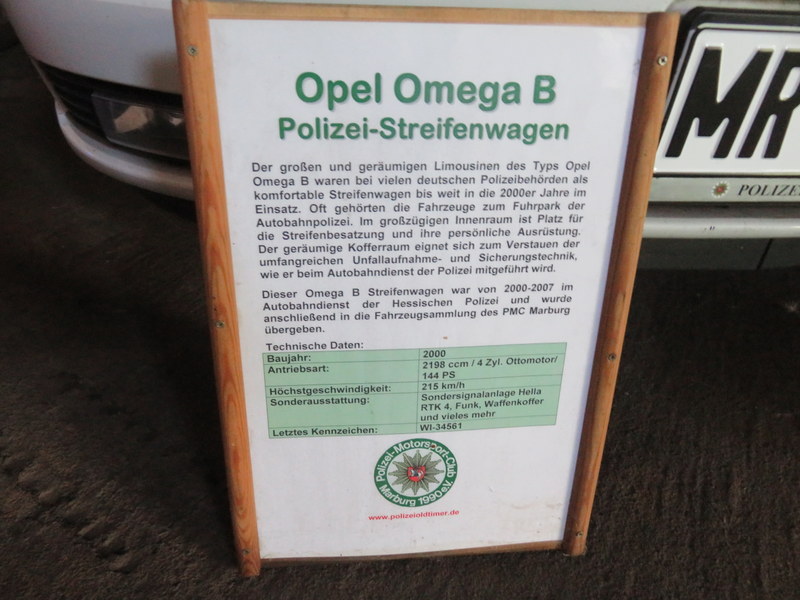 Opel Omega B
Polizei-Streifenwagen
Der großen und geräumigen Limousinen des Typs Opel
Omega B waren bei vielen deutschen Polizeibehörden als
komfortable Streifenwagen bis weit in die 2000er Jahre im
Einsatz. Oft gehörten die Fahrzeuge zum Fuhrpark der
Autobahnpolizei. Im großzügigen Innenraum ist Platz für
die Streifenbesatzung und ihre persönliche Ausrüstung.
Der geräumige Kofferraum eignet sich zum Verstauen der
umfangreichen Unfallaufnahme- und Sicherungstechnik,
wie er beim Autobahndienst der Polizei mitgeführt wird.
Dieser Omega B Streifenwagen war von 2000-2007 im
Autobahndienst der Hessischen Polizei und wurde
anschließend in die Fahrzeugsammlung des PMC Marburg
übergeben.
Technische Daten:
Baujahr: 2000
Antriebsart: 2198 ccm / 4 Zyl. Ottomotor/
144 PS
Höchstgeschwindigkeit: 215 km/h
Sonderausstattung: Sondersignalanlage Hella
RTK 4, Funk, Waffenkoffer
und vieles mehr
Letztes Kennzeichen: WI-34561
Polizei-Motorsport-Club
Marburg 1990 e.V.
www.polizeioldtimer.de
MR
POLIZE